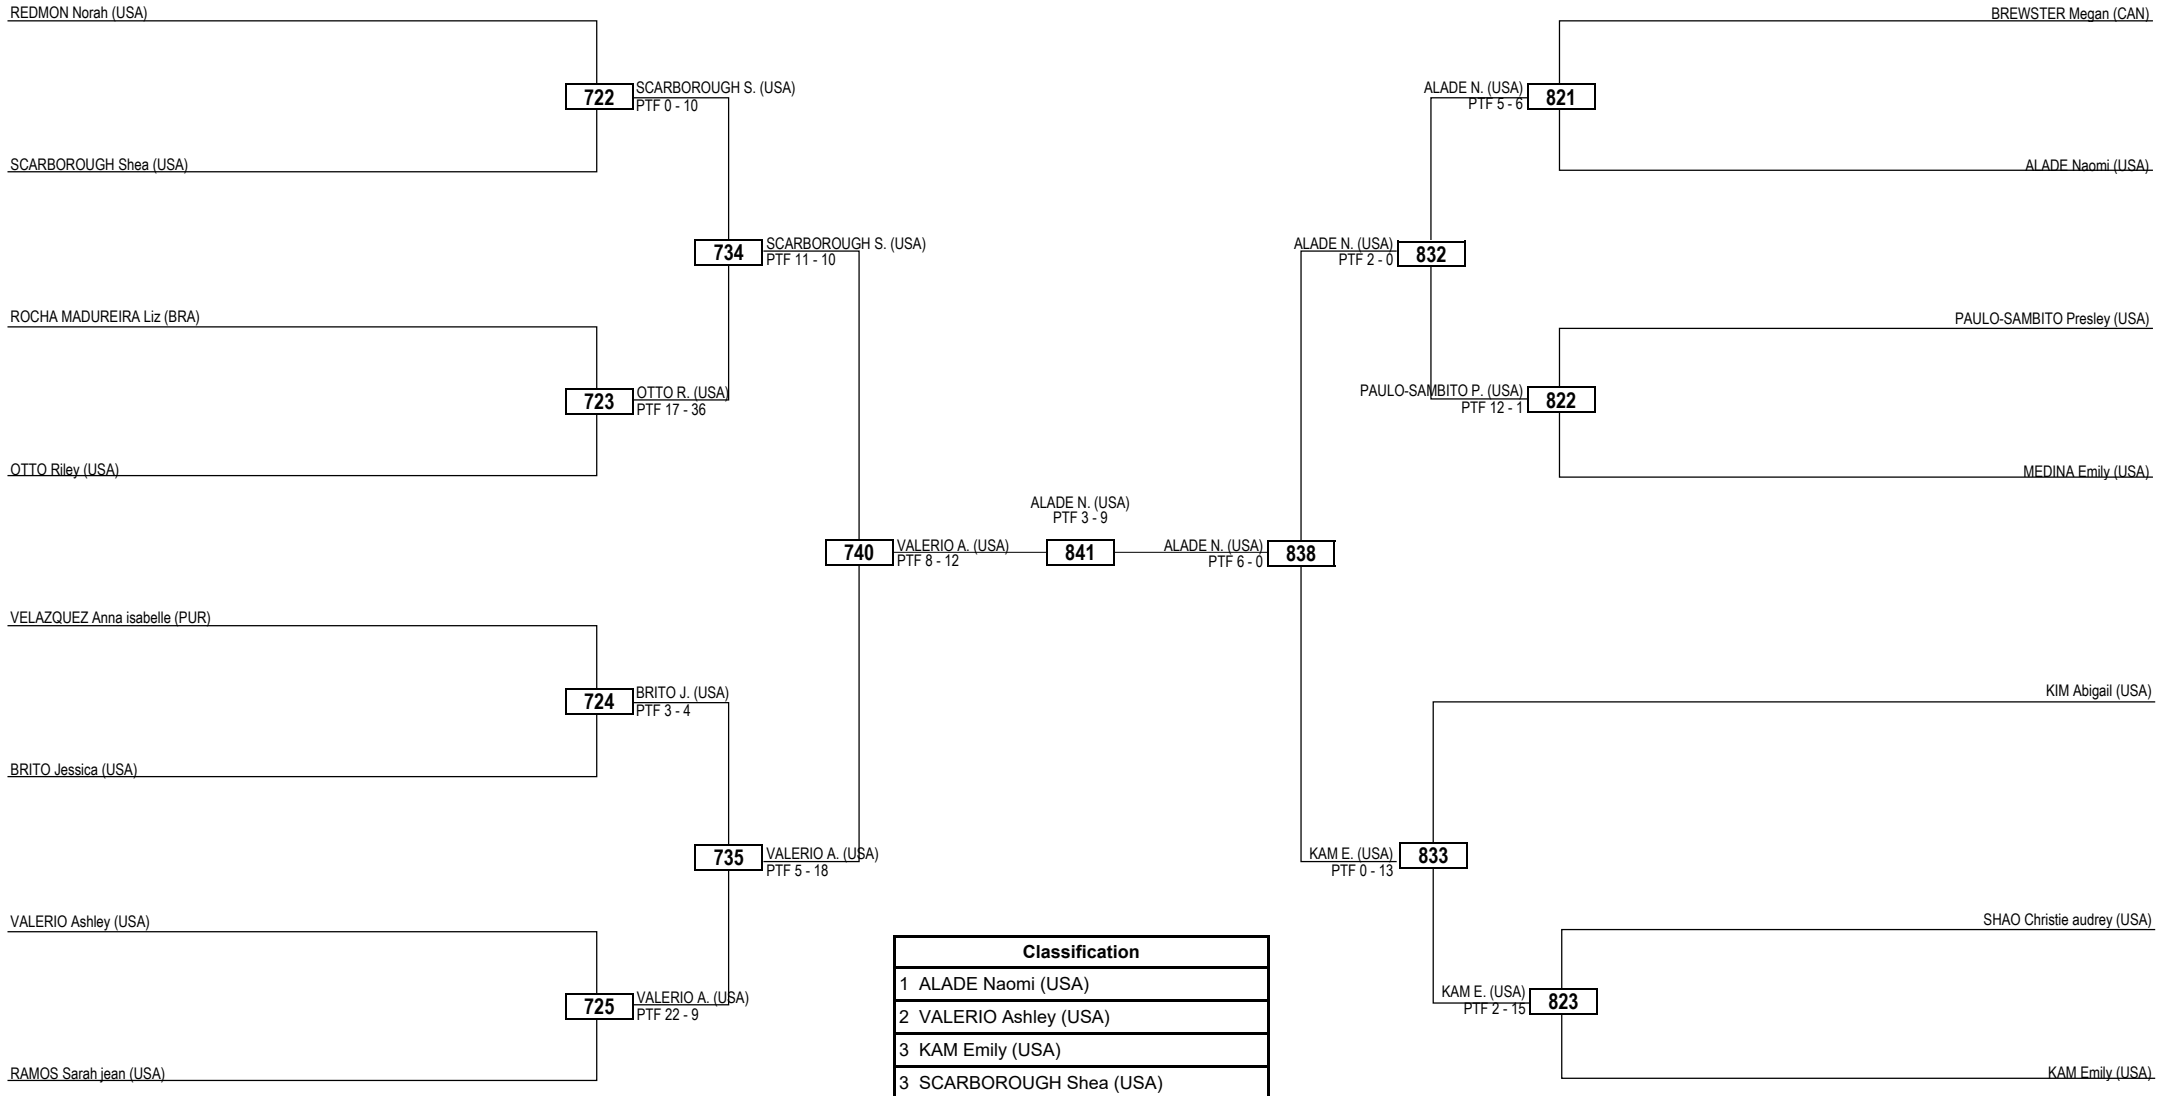 REDMON Norah (USA)
722
SCARBOROUGH S. (USA)
PTF 0 - 10
SCARBOROUGH Shea (USA)
734
SCARBOROUGH S. (USA)
PTF 11 - 10
ROCHA MADUREIRA Liz (BRA)
723
OTTO R. (USA)
PTF 17 - 36
OTTO Riley (USA)
740
VALERIO A. (USA)
PTF 8 - 12
VELAZQUEZ Anna isabelle (PUR)
724
BRITO J. (USA)
PTF 3 - 4
BRITO Jessica (USA)
735
VALERIO A. (USA)
PTF 5 - 18
VALERIO Ashley (USA)
725
VALERIO A. (USA)
PTF 22 - 9
RAMOS Sarah jean (USA)
ALADE N. (USA)
PTF 3 - 9
841
BREWSTER Megan (CAN)
ALADE N. (USA)
PTF 5 - 6
821
ALADE Naomi (USA)
ALADE N. (USA)
PTF 2 - 0
832
PAULO-SAMBITO Presley (USA)
PAULO-SAMBITO P. (USA)
PTF 12 - 1
822
MEDINA Emily (USA)
ALADE N. (USA)
PTF 6 - 0
838
KIM Abigail (USA)
KAM E. (USA)
PTF 0 - 13
833
SHAO Christie audrey (USA)
KAM E. (USA)
PTF 2 - 15
823
KAM Emily (USA)
Classification
1 ALADE Naomi (USA)
2 VALERIO Ashley (USA)
3 KAM Emily (USA)
3 SCARBOROUGH Shea (USA)